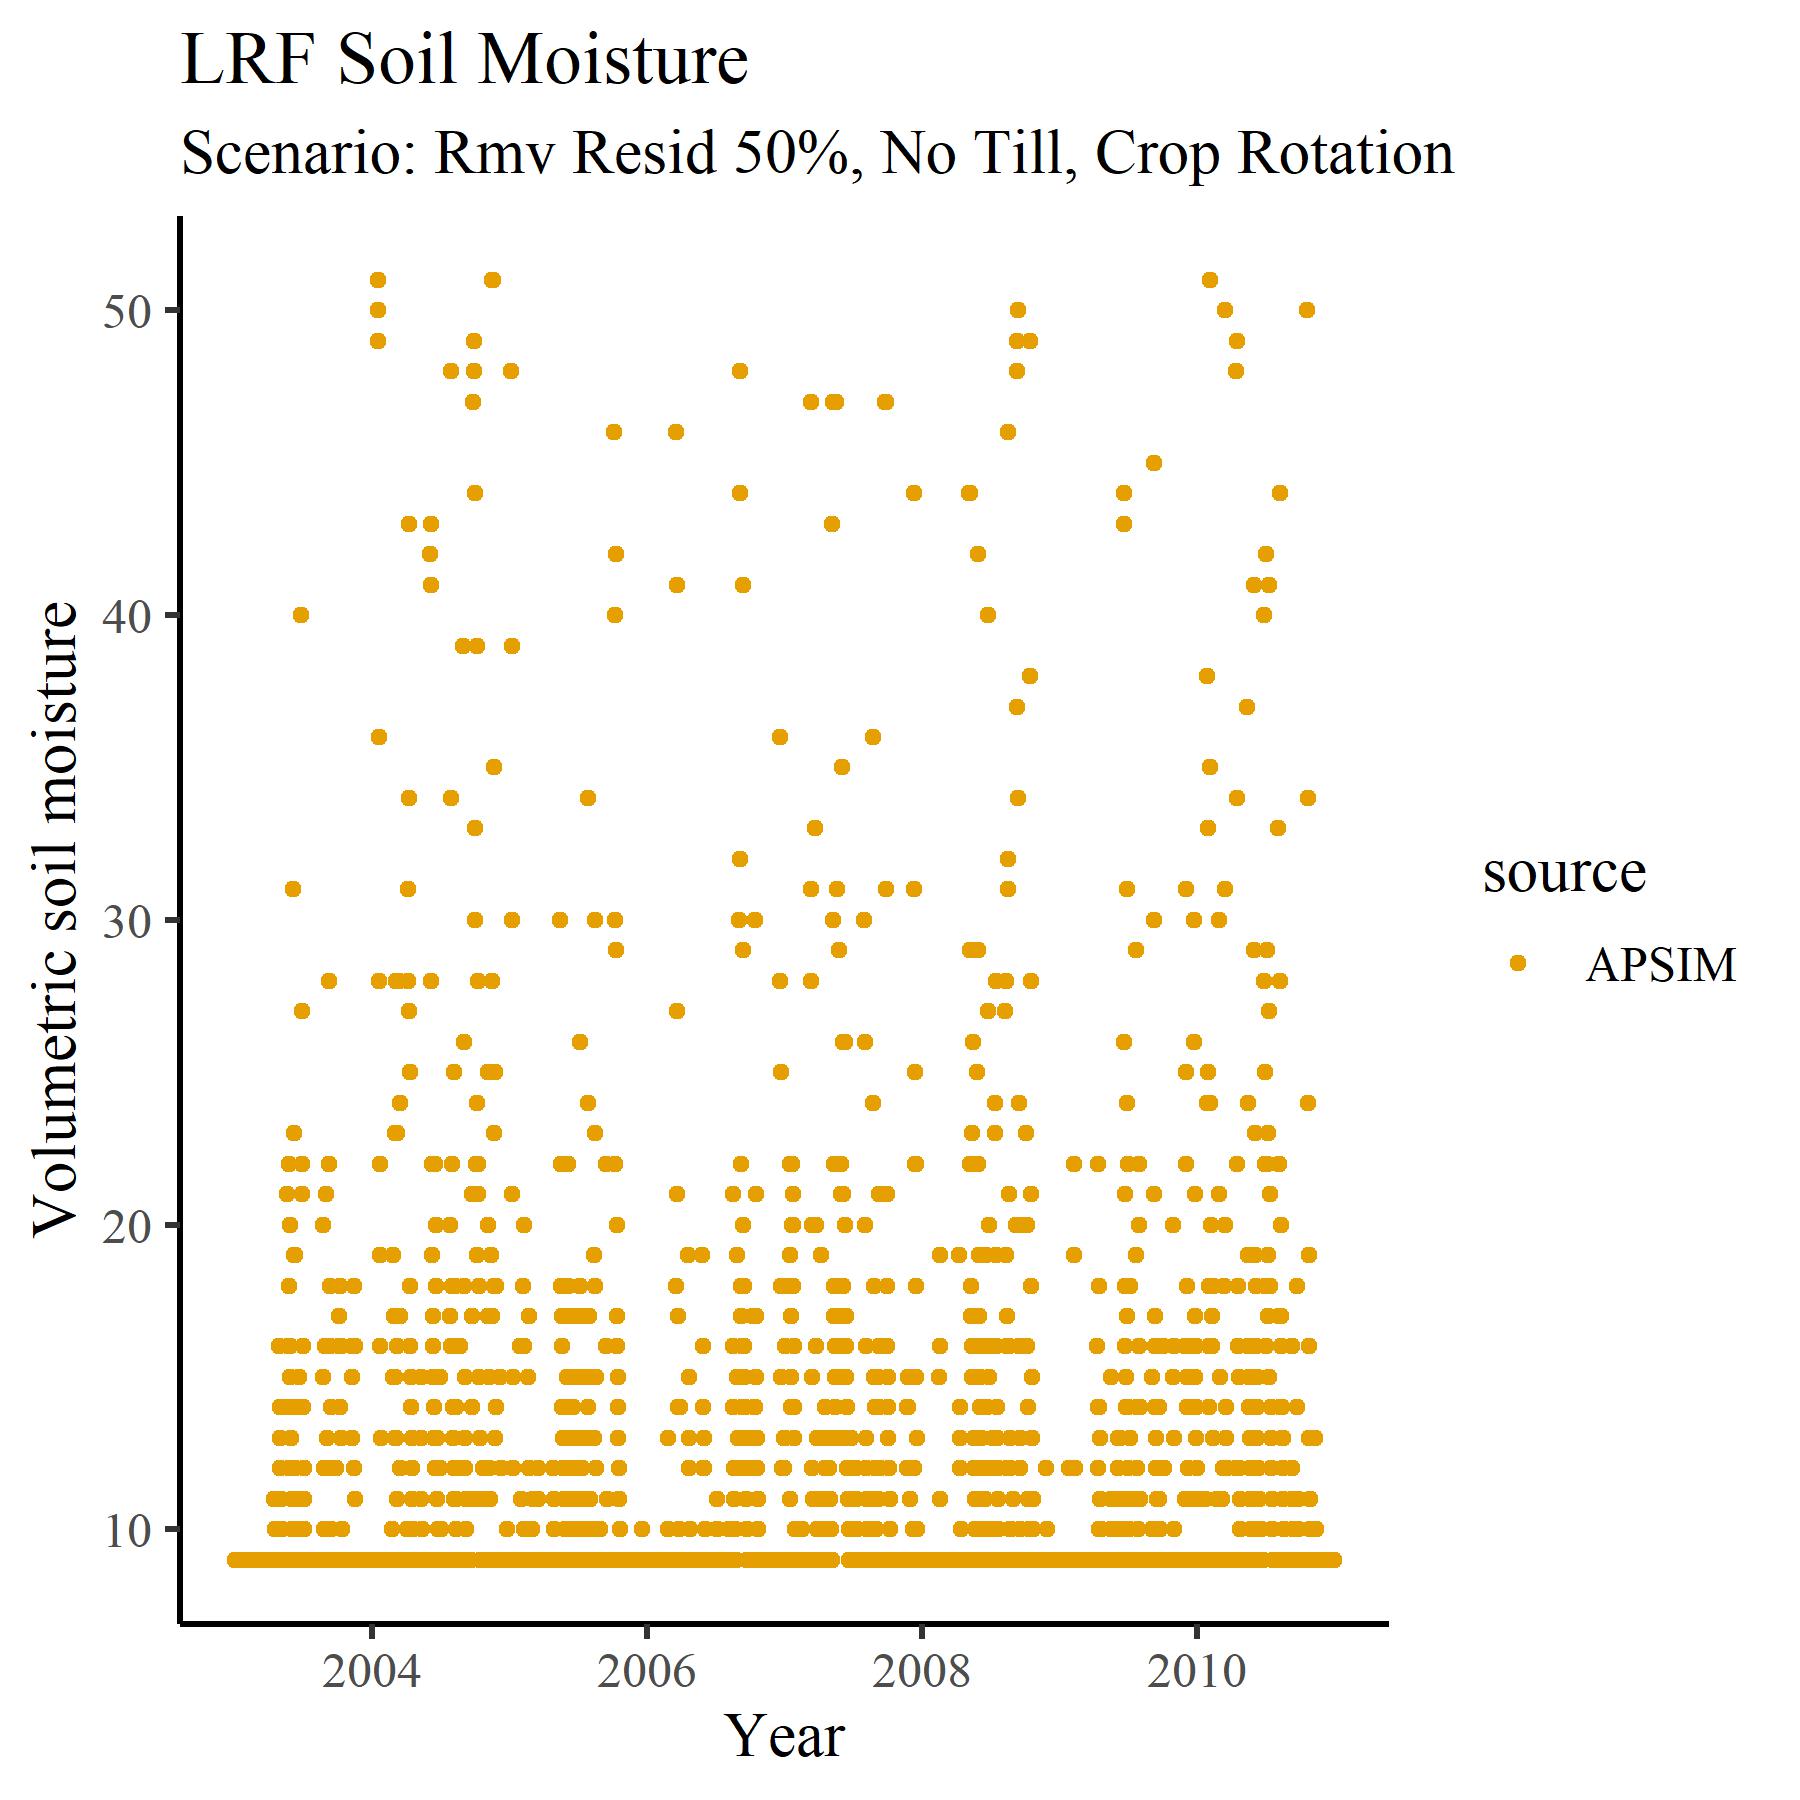 LRF Soil Moisture
Scenario: Rmv Resid 50%, No Till, Crop Rotation
Volumetric soil moisture
50
40
30
20
10
2004 2006 2008 2010
Year
source
APSIM